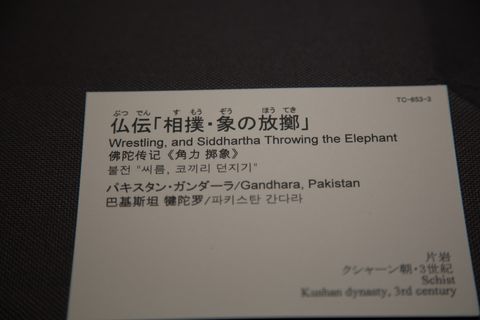 TC-653-3
ぶつ でん す もう ぞう ほう てき
仏伝「相撲・象の放擲」
Wrestling, and Siddhartha Throwing the Elephant
佛陀传记《角力 掷象》
불전 "씨름, 코끼리 던지기"
パキスタン・ガンダーラ/Gandhara, Pakistan
巴基斯坦 犍陀罗/파키스탄 간다라
片岩
クシャーン朝・3世紀
Schist
Kushan dynasty, 3rd century